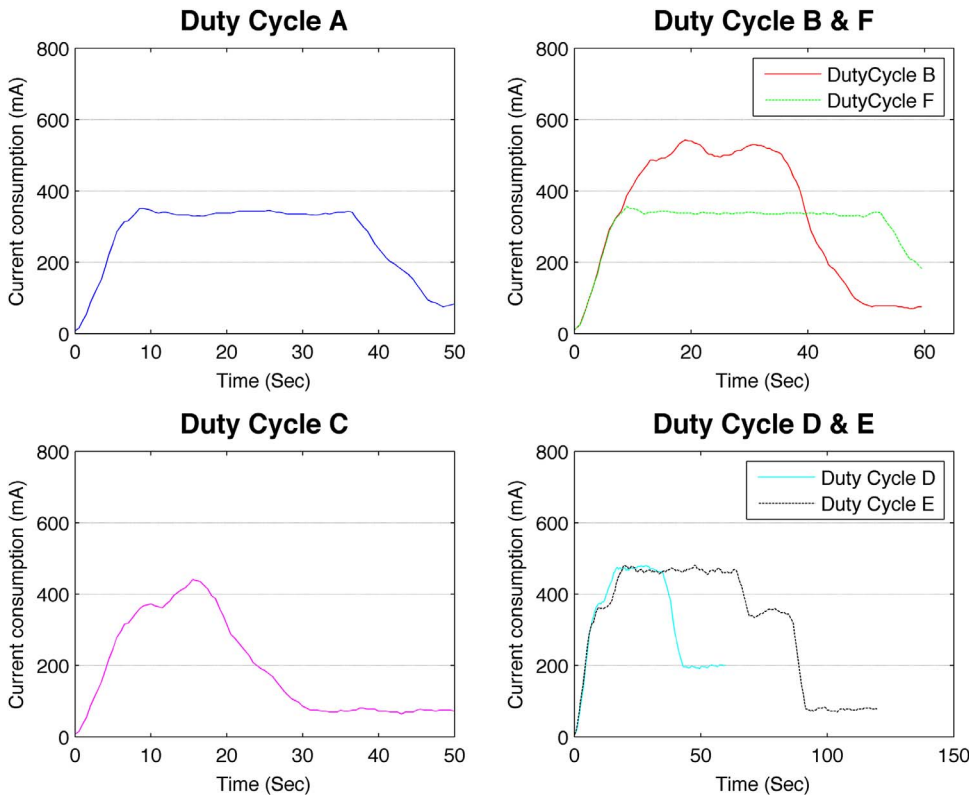 Duty Cycle A
Current consumption (mA)
800
600
400
200
0
0 10 20 30 40 50
Time (Sec)
Duty Cycle B & F
Current consumption (mA)
800
600
400
200
0
DutyCycle B
DutyCycle F
0 20 40 60
Time (Sec)
Duty Cycle C
Current consumption (mA)
800
600
400
200
0
0 10 20 30 40 50
Time (Sec)
Duty Cycle D & E
Current consumption (mA)
800
600
400
200
0
Duty Cycle D
Duty Cycle E
0 50 100 150
Time (Sec)